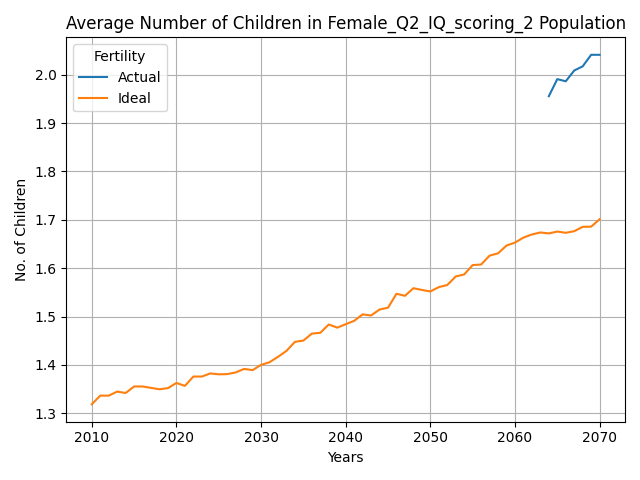 Average Number of Children in Female_Q2_IQ_scoring_2 Population
Fertility
Actual
Ideal
No. of Children
2.0
1.9
1.8
1.7
1.6
1.5
1.4
1.3
2010 2020 2030 2040 2050 2060 2070
Years